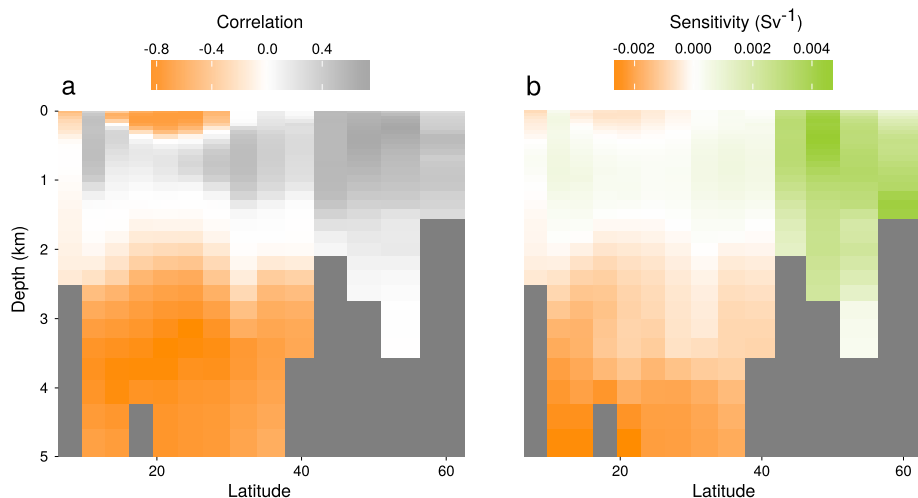 Correlation
-0.8 -0.4 0.0 0.4
Sensitivity (Sv-1)
-0.002 0.000 0.002 0.004
a
b
0
1
2
3
4
5
Depth (km)
20 40 60
Latitude
20 40 60
Latitude